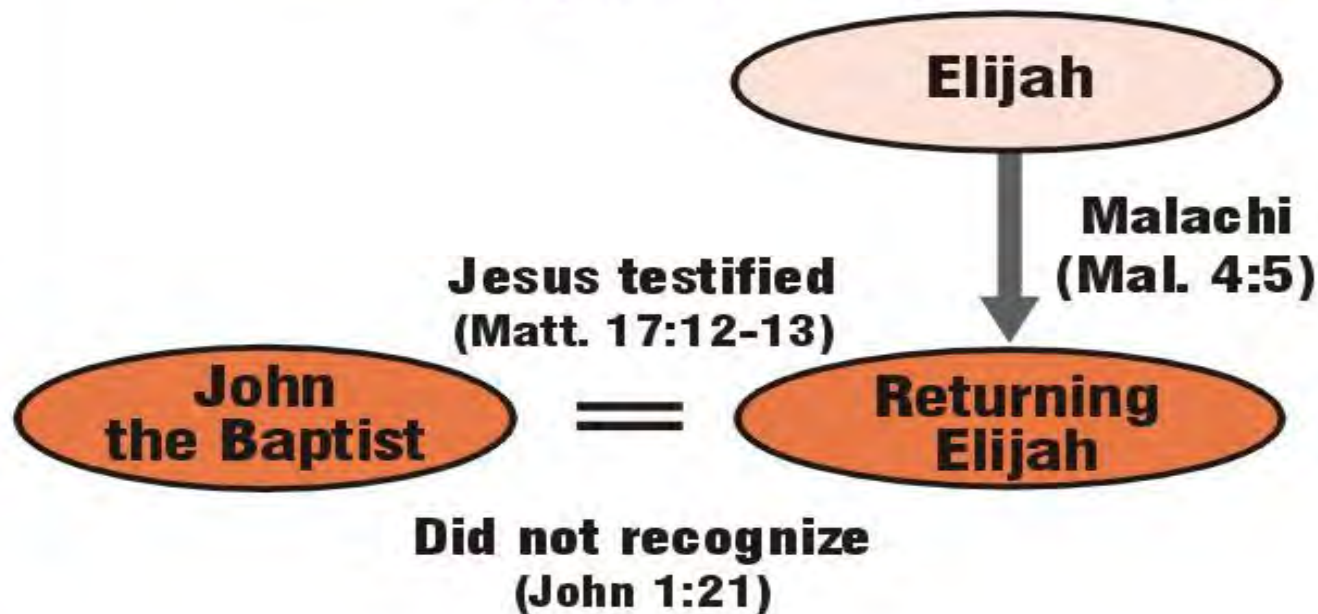 Elijah
Malachi
(Mal. 4:5)
Jesus testified
(Matt. 17:12-13)
John
the Baptist
Returning
Elijah
Did not recognize
(John 1:21)